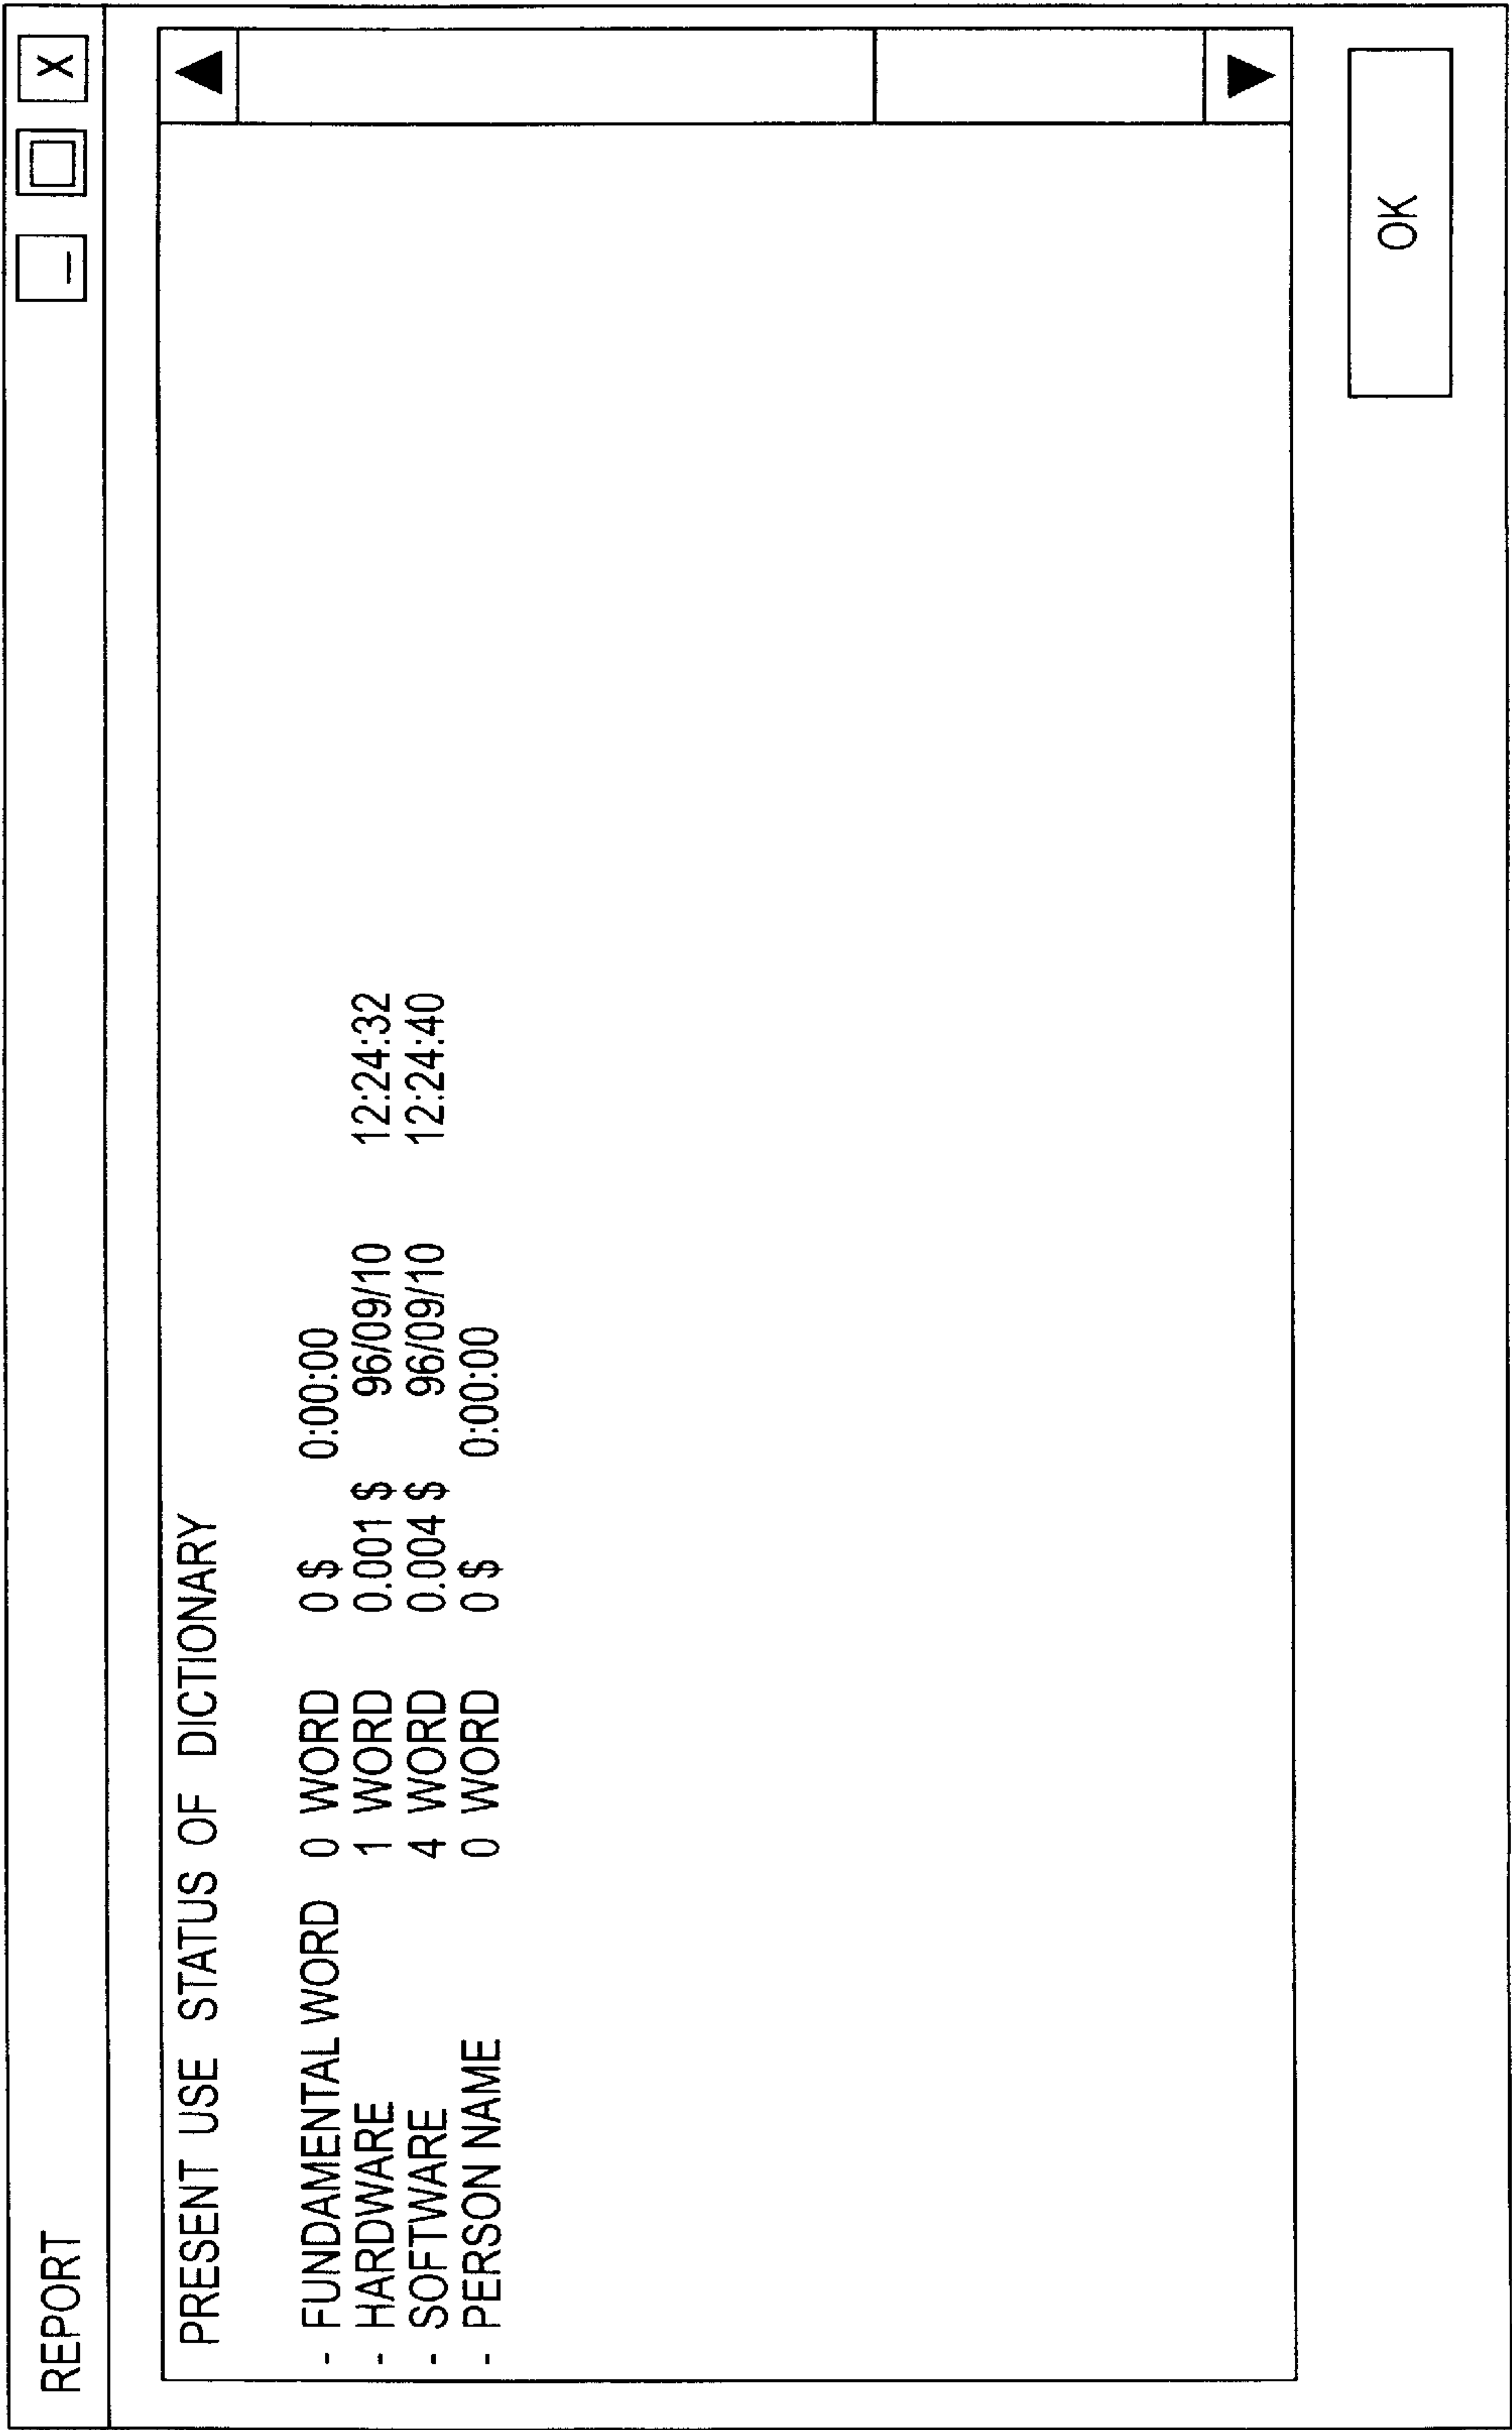 REPORT _ □ X
PRESENT USE STATUS OF DICTIONARY
- FUNDAMENTAL WORD 0 WORD 0 $ 0:00:00
- HARDWARE 1 WORD 0.001 $ 96/09/10 12:24:32
- SOFTWARE 4 WORD 0.004 $ 96/09/10 12:24:40
- PERSON NAME 0 WORD 0 $ 0:00:00
OK